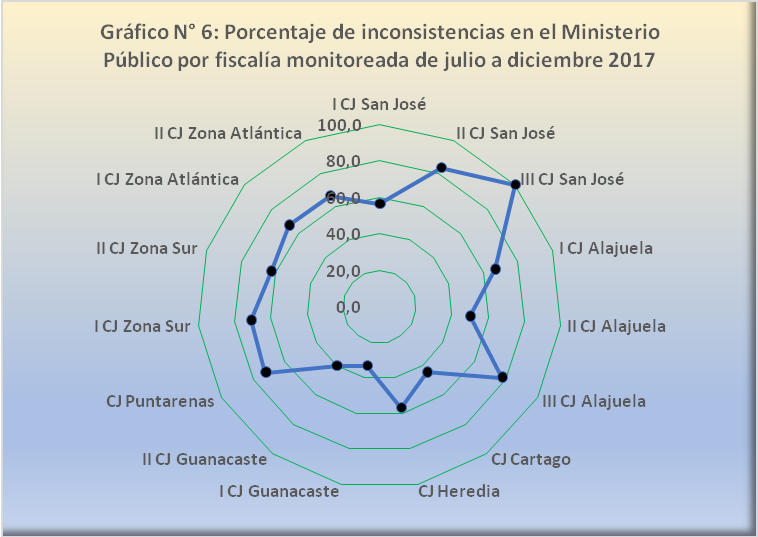 Gráfico N° 6: Porcentaje de inconsistencias en el Ministerio
Público por fiscalía monitoreada de julio a diciembre 2017
I CJ San José
II CJ San José
III CJ San José
I CJ Alajuela
II CJ Alajuela
III CJ Alajuela
CJ Cartago
CJ Heredia
I CJ Guanacaste
II CJ Guanacaste
CJ Puntarenas
I CJ Zona Sur
II CJ Zona Sur
I CJ Zona Atlántica
II CJ Zona Atlántica
100,0
80,0
60,0
40,0
20,0
0,0